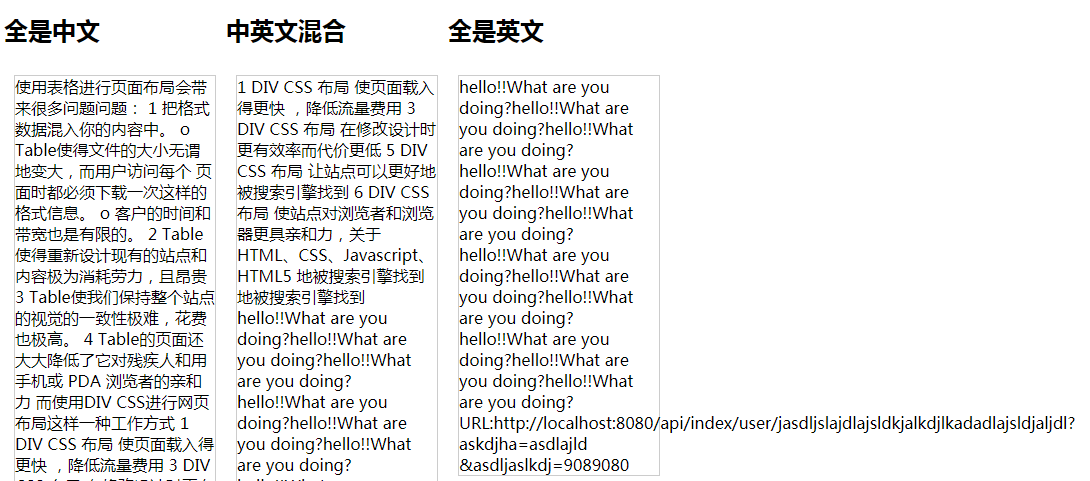 全是中文
使用表格进行页面布局会带
来很多问题问题： 1 把格式
数据混入你的内容中。 o
Table使得文件的大小无谓
地变大，而用户访问每个 页
面时都必须下载一次这样的
格式信息。 o 客户的时间和
带宽也是有限的。 2 Table
使得重新设计现有的站点和
内容极为消耗劳力，且昂贵
3 Table使我们保持整个站点
的视觉的一致性极难，花费
也极高。 4 Table的页面还
大大降低了它对残疾人和用
手机或 PDA 浏览者的亲和
力 而使用DIV CSS进行网页
布局这样一种工作方式 1
DIV CSS 布局 使页面载入得
更快 ，降低流量费用 3 DIV
中英文混合
1 DIV CSS 布局 使页面载入
得更快 ，降低流量费用 3
DIV CSS 布局 在修改设计时
更有效率而代价更低 5 DIV
CSS 布局 让站点可以更好地
被搜索引擎找到 6 DIV CSS
布局 使站点对浏览者和浏览
器更具亲和力，关于
HTML、CSS、Javascript、
HTML5 地被搜索引擎找到
地被搜索引擎找到
hello!!What are you
doing?hello!!What are
you doing?hello!!What
are you doing?
hello!!What are you
doing?hello!!What are
you doing?hello!!What
are you doing?
全是英文
hello!!What are you
doing?hello!!What are
you doing?hello!!What
are you doing?
hello!!What are you
doing?hello!!What are
you doing?hello!!What
are you doing?
hello!!What are you
doing?hello!!What are
you doing?hello!!What
are you doing?
hello!!What are you
doing?hello!!What are
you doing?hello!!What
are you doing?
URL:http://localhost:8080/api/index/user/jasdljslajdlajsldkjalkdjlkadadlajsldjaljdl?
askdjha=asdlajld
&asdljaslkdj=9089080